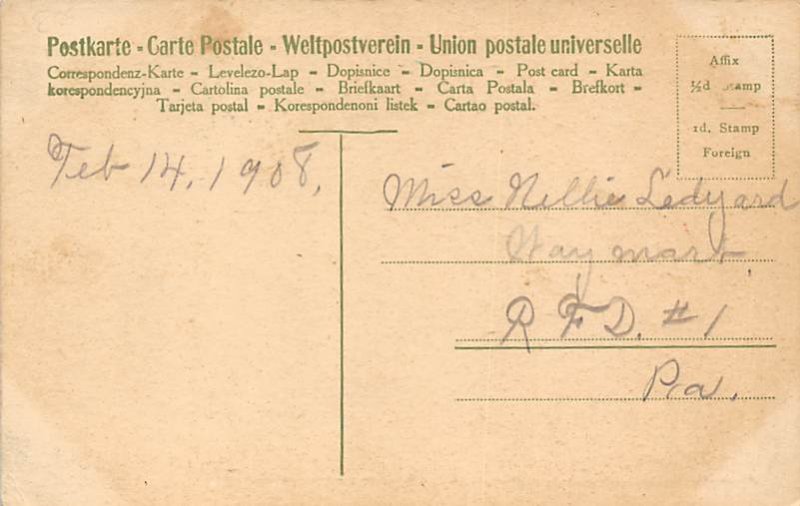 Postkarte - Carte Postale - Weltpostverein - Union postale universelle
Correspondenz-Karte - Levelezo-Lap - Dopisnice - Dopisnica - Post card - Karta
korespondencyjna - Cartolina postale - Briefkaart - Carta Postala - Brefkort -
Tarjeta postal - Korespondenoni listek - Cartao postal.
Affix
½d Stamp
1d. Stamp
Foreign
Feb 14, 1908,
Miss Nellie Ledyard
Waymart
R F D. #1
Pa.